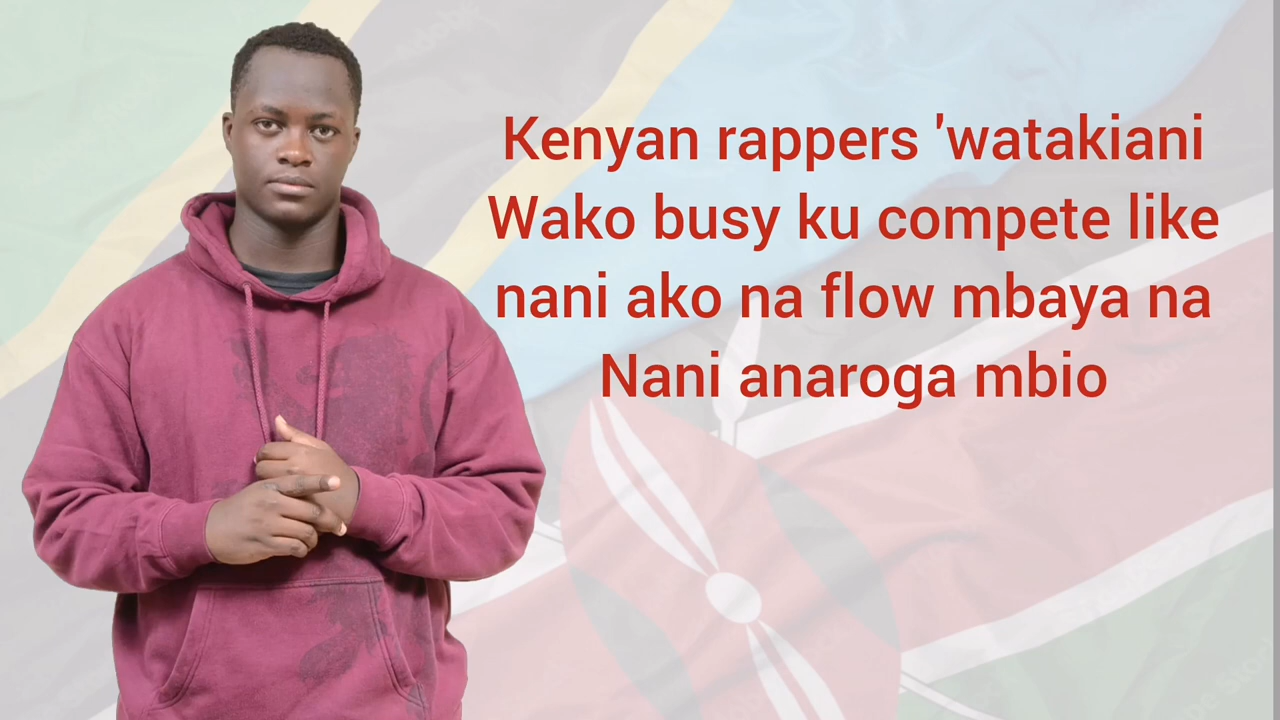 Kenyan rappers 'watakiani
Wako busy ku compete like
nani ako na flow mbaya na
Nani anaroga mbio